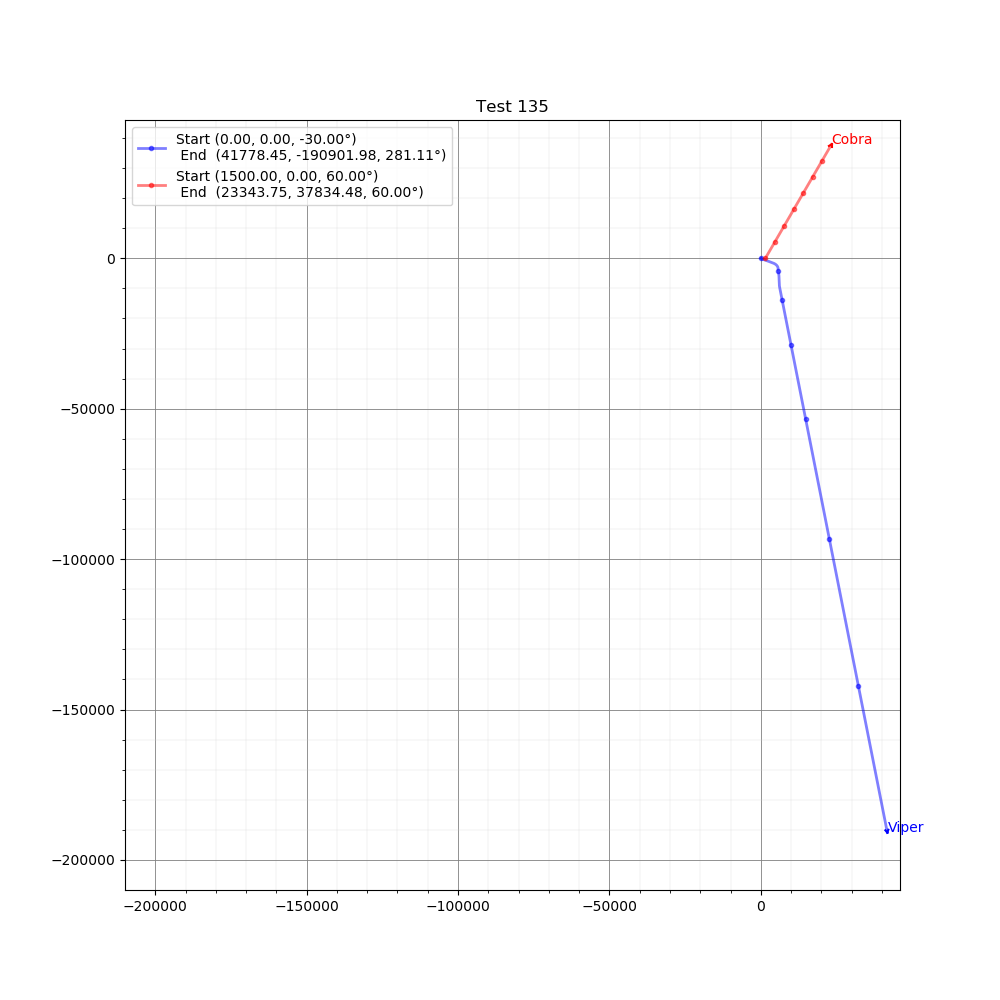 Test 135
Start (0.00, 0.00, -30.00°)
End (41778.45, -190901.98, 281.11°)
Start (1500.00, 0.00, 60.00°)
End (23343.75, 37834.48, 60.00°)
Cobra
0
−50000
−100000
−150000
−200000
Viper
−200000
−150000
−100000
−50000
0